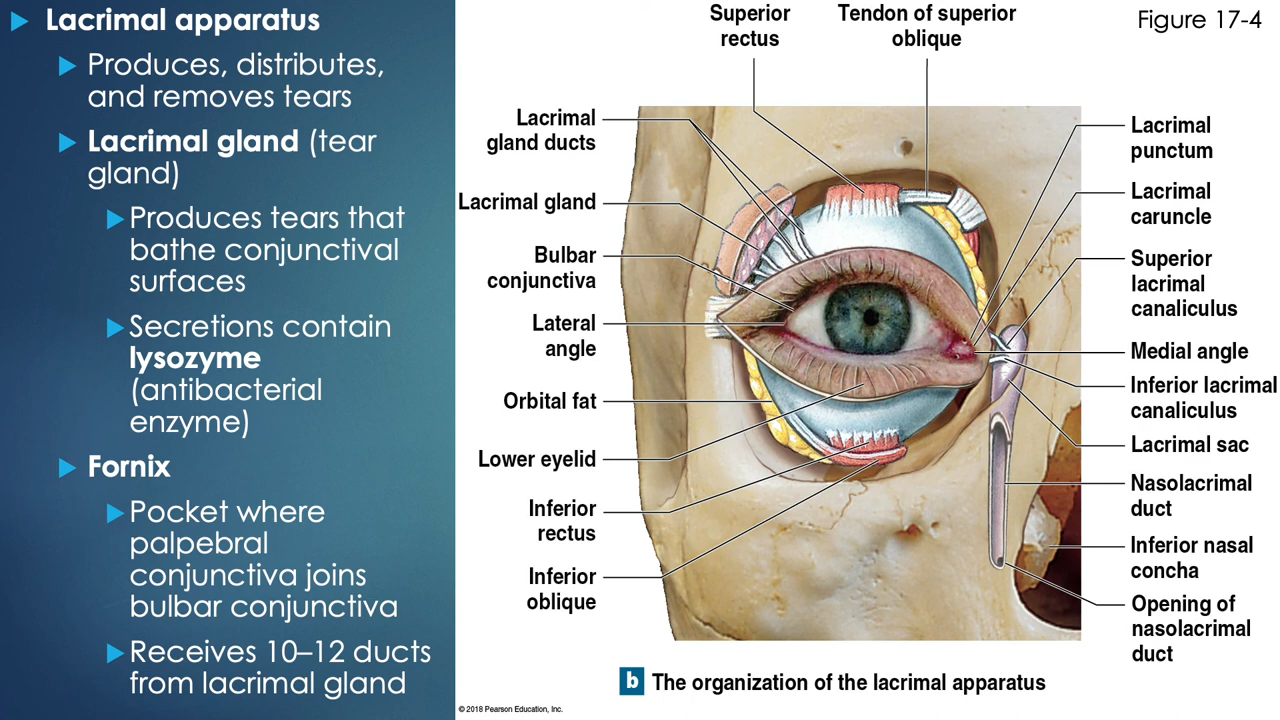 Lacrimal apparatus
Produces, distributes,
and removes tears
Lacrimal gland (tear
gland)
Produces tears that
bathe conjunctival
surfaces
Secretions contain
lysozyme
(antibacterial
enzyme)
Fornix
Pocket where
palpebral
conjunctiva joins
bulbar conjunctiva
Receives 10–12 ducts
from lacrimal gland
Figure 17-4
Superior
rectus
Tendon of superior
oblique
Lacrimal
gland ducts
Lacrimal gland
Bulbar
conjunctiva
Lateral
angle
Orbital fat
Lower eyelid
Inferior
rectus
Inferior
oblique
Lacrimal
punctum
Lacrimal
caruncle
Superior
lacrimal
canaliculus
Medial angle
Inferior lacrimal
canaliculus
Lacrimal sac
Nasolacrimal
duct
Inferior nasal
concha
Opening of
nasolacrimal
duct
b The organization of the lacrimal apparatus
© 2018 Pearson Education, Inc.